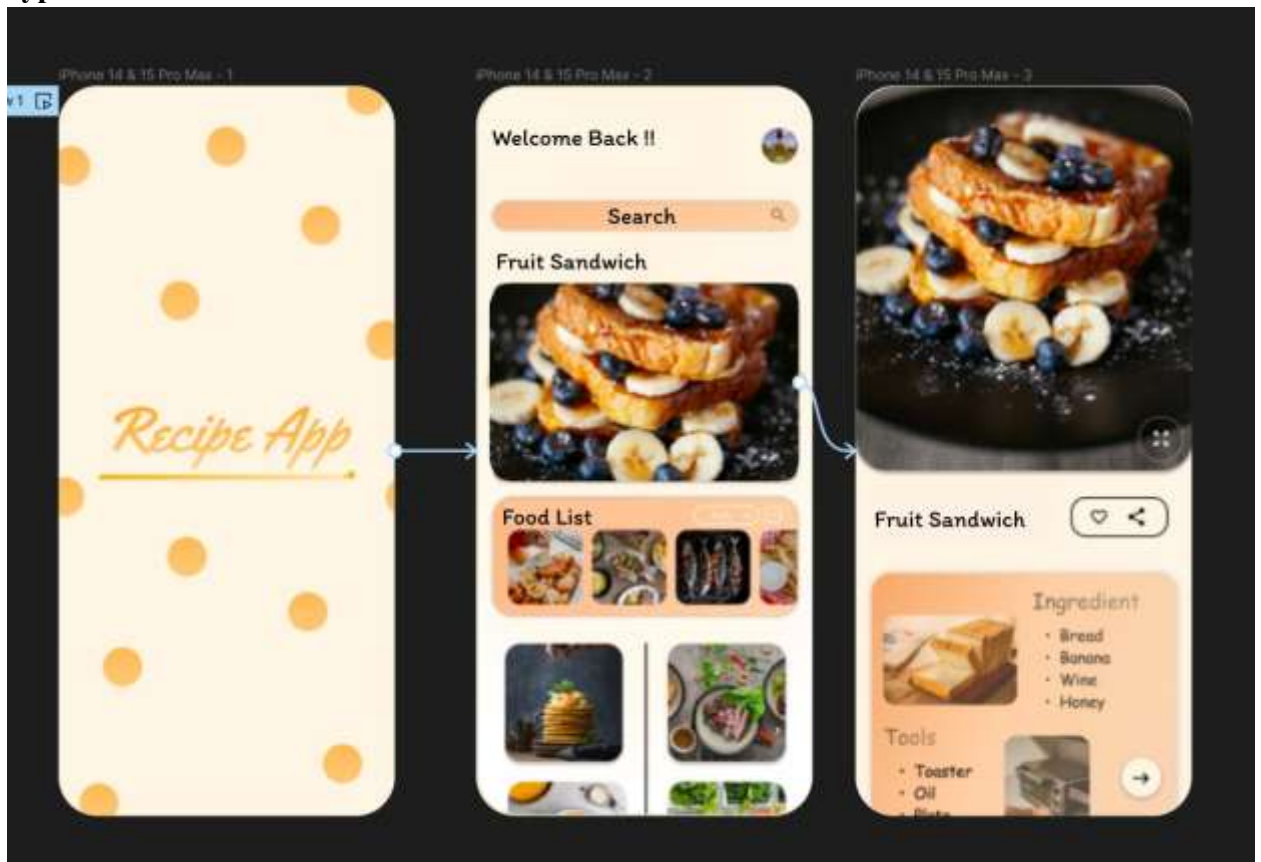 iPhone 14 & 15 Pro Max - 1
iPhone 14 & 15 Pro Max - 2
iPhone 14 & 15 Pro Max - 3
Recipe App
Welcome Back !!
Search
Fruit Sandwich
Food List
Fruit Sandwich
Ingredient
• Bread
• Banana
• Wine
• Honey
Tools
• Toaster
• Oil
• Plate